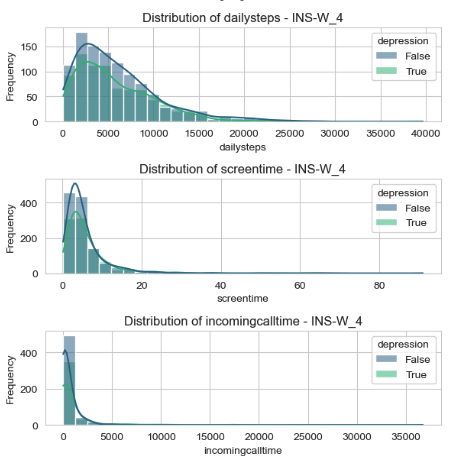 Distribution of dailysteps - INS-W_4
depression
False
True
150
100
50
0
Frequency
0 5000 10000 15000 20000 25000 30000 35000 40000
dailysteps
Distribution of screentime - INS-W_4
depression
False
True
400
200
0
Frequency
0 20 40 60 80
screentime
Distribution of incomingcalltime - INS-W_4
depression
False
True
400
200
0
Frequency
0 5000 10000 15000 20000 25000 30000 35000
incomingcalltime